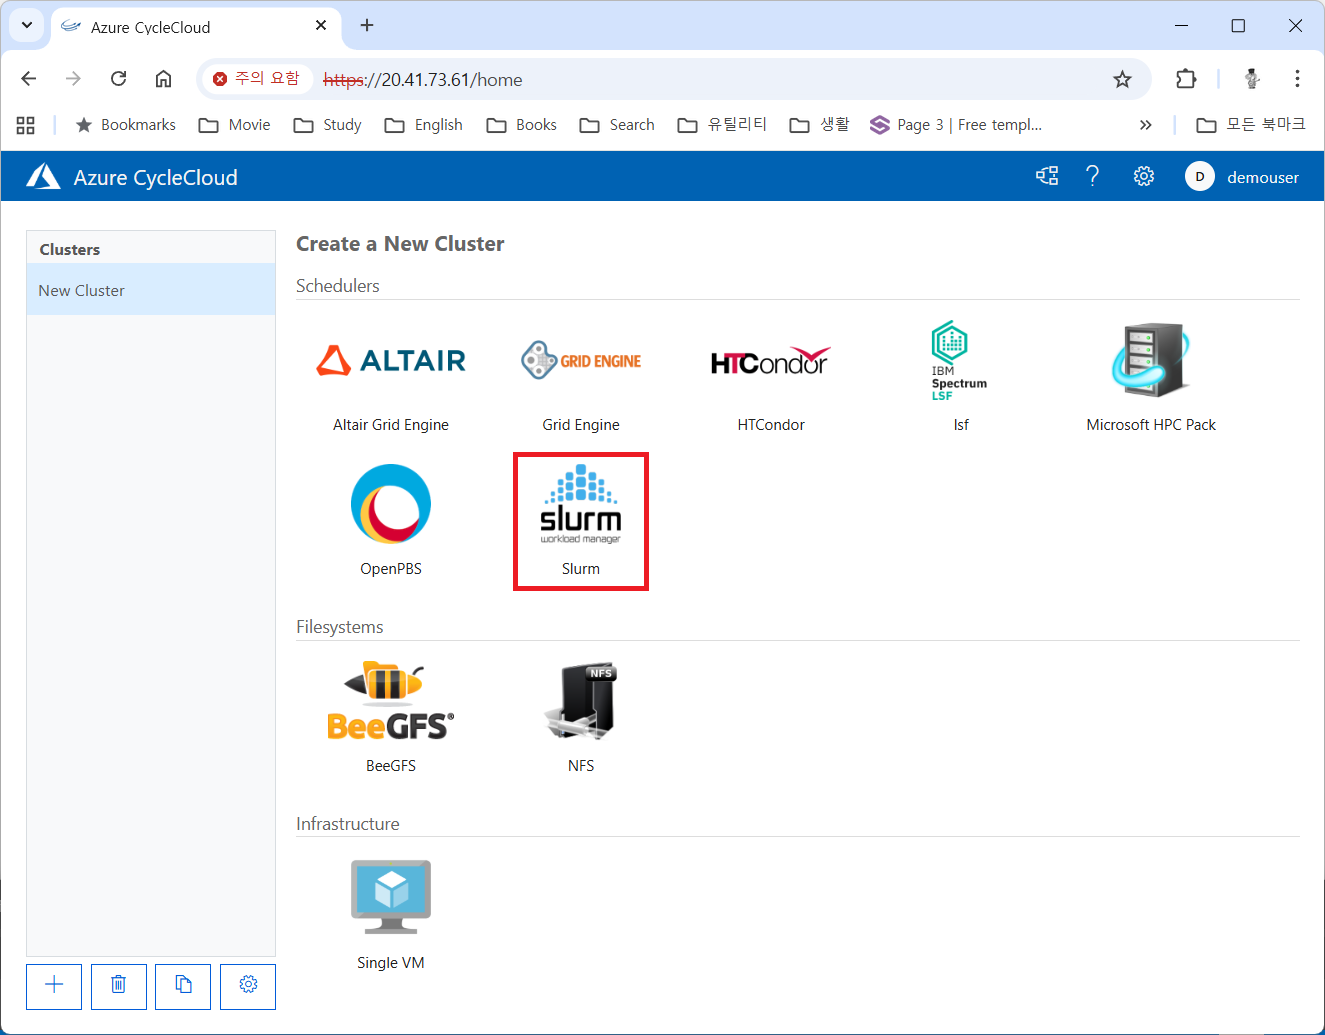 Azure CycleCloud
주의 요함
https://20.41.73.61/home
Bookmarks
Movie
Study
English
Books
Search
유틸리티
생활
Page 3 | Free templ...
모든 북마크
Azure CycleCloud
D
demouser
Clusters
New Cluster
Create a New Cluster
Schedulers
ALTAIR
GRID ENGINE
HTCondor
IBM
Spectrum
LSF
Altair Grid Engine
Grid Engine
HTCondor
lsf
Microsoft HPC Pack
slurm
workload manager
OpenPBS
Slurm
Filesystems
BeeGFS®
NFS
BeeGFS
NFS
Infrastructure
Single VM